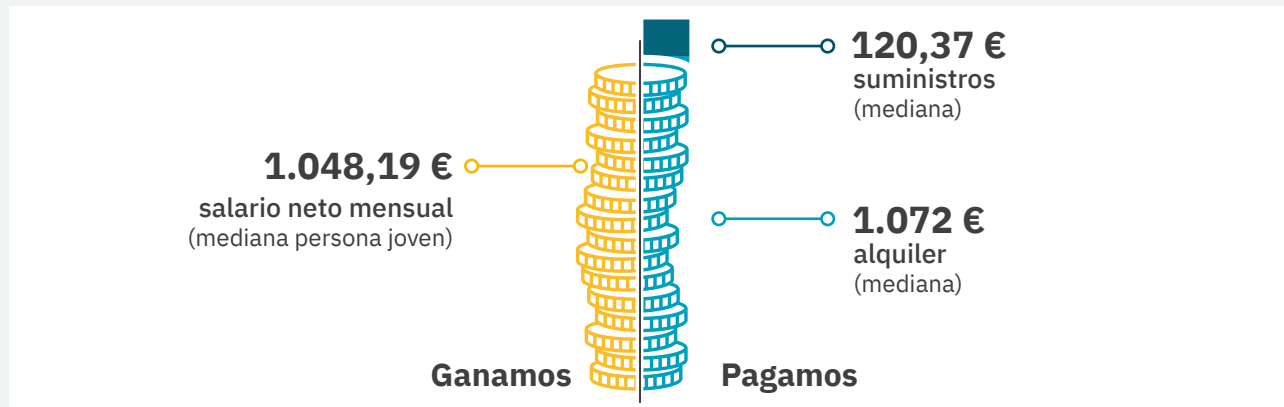 120,37 €
suministros
(mediana)
1.048,19 €
salario neto mensual
(mediana persona joven)
1.072 €
alquiler
(mediana)
Ganamos
Pagamos